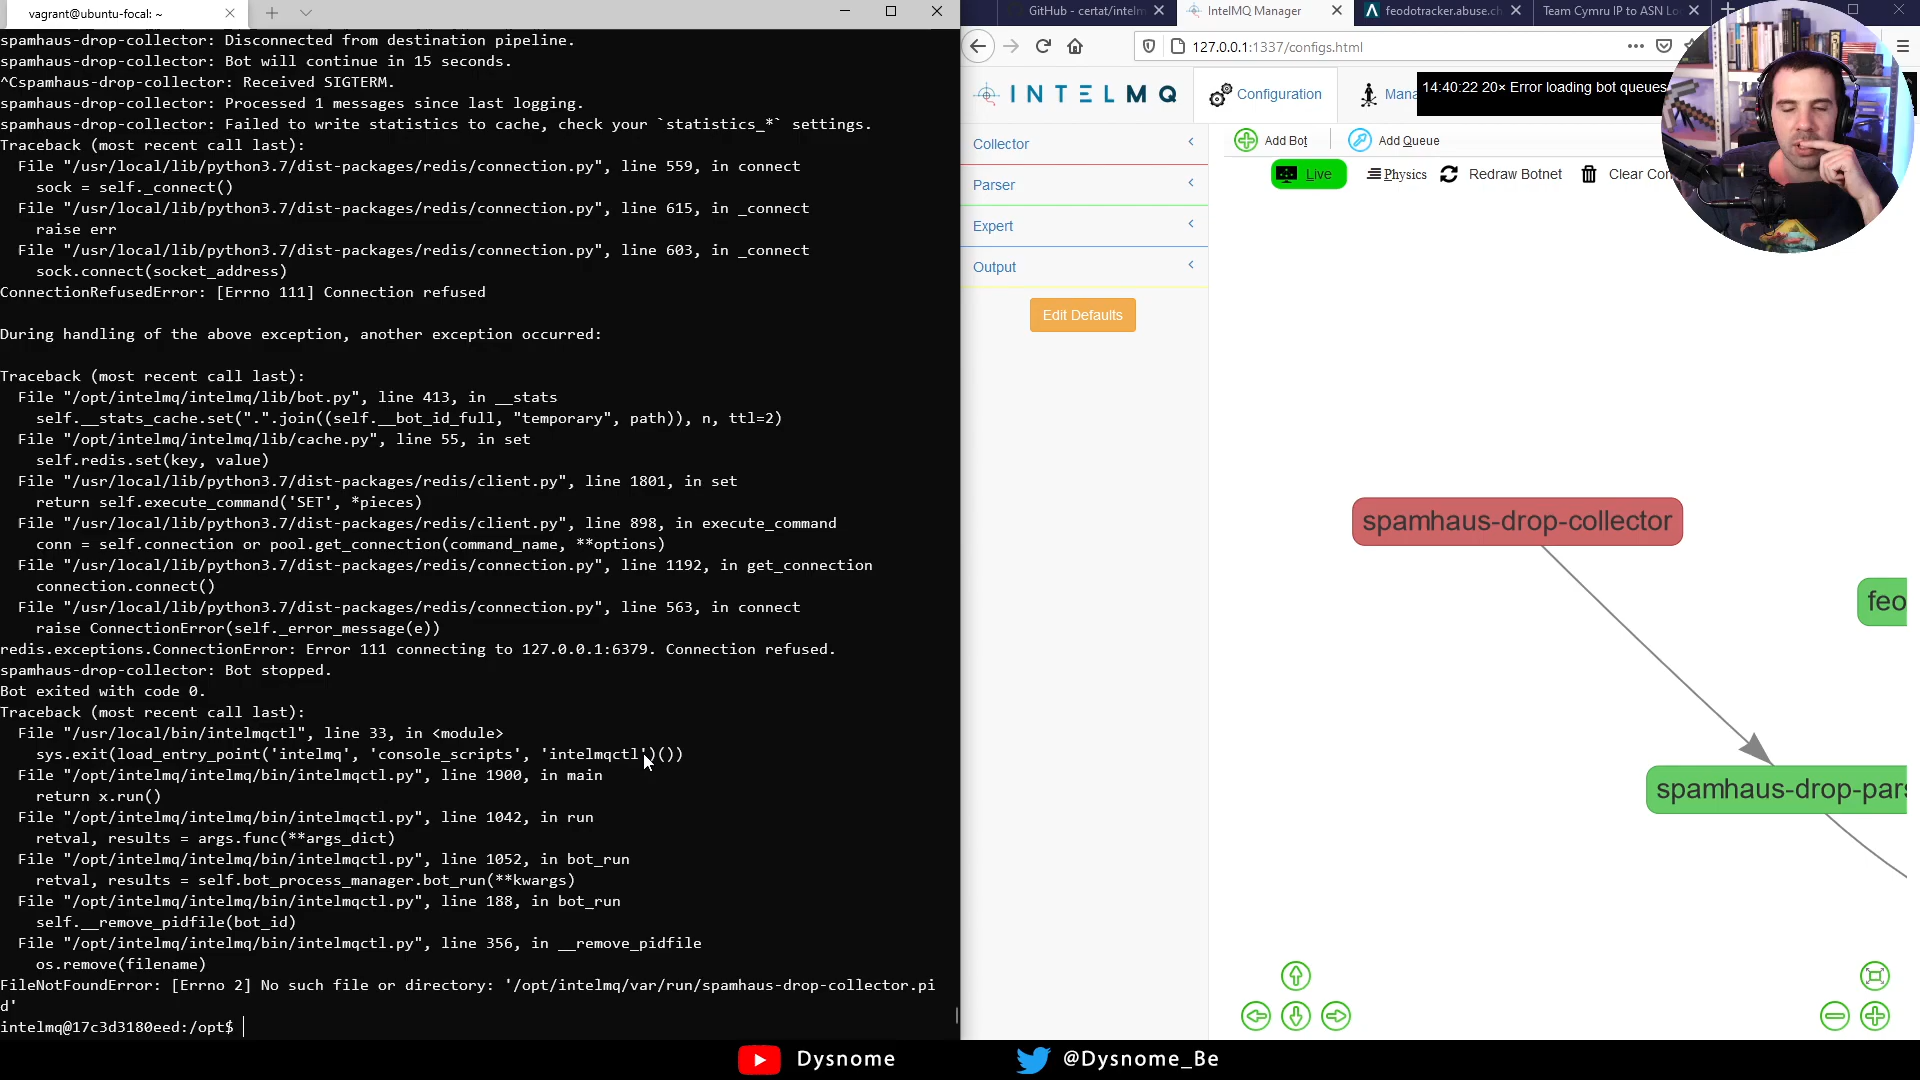 vagrant@ubuntu-focal: ~
spamhaus-drop-collector: Disconnected from destination pipeline.
spamhaus-drop-collector: Bot will continue in 15 seconds.
^Cspamhaus-drop-collector: Received SIGTERM.
spamhaus-drop-collector: Processed 1 messages since last logging.
spamhaus-drop-collector: Failed to write statistics to cache, check your `statistics_*` settings.
Traceback (most recent call last):
  File "/usr/local/lib/python3.7/dist-packages/redis/connection.py", line 559, in connect
    sock = self._connect()
  File "/usr/local/lib/python3.7/dist-packages/redis/connection.py", line 615, in _connect
    raise err
  File "/usr/local/lib/python3.7/dist-packages/redis/connection.py", line 603, in _connect
    sock.connect(socket_address)
ConnectionRefusedError: [Errno 111] Connection refused
During handling of the above exception, another exception occurred:
Traceback (most recent call last):
  File "/opt/intelmq/intelmq/lib/bot.py", line 413, in __stats
    self.__stats_cache.set(".".join((self.__bot_id_full, "temporary", path)), n, ttl=2)
  File "/opt/intelmq/intelmq/lib/cache.py", line 55, in set
    self.redis.set(key, value)
  File "/usr/local/lib/python3.7/dist-packages/redis/client.py", line 1801, in set
    return self.execute_command('SET', *pieces)
  File "/usr/local/lib/python3.7/dist-packages/redis/client.py", line 898, in execute_command
    conn = self.connection or pool.get_connection(command_name, **options)
  File "/usr/local/lib/python3.7/dist-packages/redis/connection.py", line 1192, in get_connection
    connection.connect()
  File "/usr/local/lib/python3.7/dist-packages/redis/connection.py", line 563, in connect
    raise ConnectionError(self._error_message(e))
redis.exceptions.ConnectionError: Error 111 connecting to 127.0.0.1:6379. Connection refused.
spamhaus-drop-collector: Bot stopped.
Bot exited with code 0.
Traceback (most recent call last):
  File "/usr/local/bin/intelmqctl", line 33, in <module>
    sys.exit(load_entry_point('intelmq', 'console_scripts', 'intelmqctl')())
  File "/opt/intelmq/intelmq/bin/intelmqctl.py", line 1900, in main
    return x.run()
  File "/opt/intelmq/intelmq/bin/intelmqctl.py", line 1042, in run
    retval, results = args.func(**args_dict)
  File "/opt/intelmq/intelmq/bin/intelmqctl.py", line 1052, in bot_run
    retval, results = self.bot_process_manager.bot_run(**kwargs)
  File "/opt/intelmq/intelmq/bin/intelmqctl.py", line 188, in bot_run
    self.__remove_pidfile(bot_id)
  File "/opt/intelmq/intelmq/bin/intelmqctl.py", line 356, in __remove_pidfile
    os.remove(filename)
FileNotFoundError: [Errno 2] No such file or directory: '/opt/intelmq/var/run/spamhaus-drop-collector.pi
d'
intelmq@17c3d3180eed:/opt$
GitHub - certat/intelm
IntelMQ Manager
feodotracker.abuse.ch
Team Cymru IP to ASN Lo
127.0.0.1:1337/configs.html
INTELMQ
Configuration
Mana
14:40:22 20× Error loading bot queues
Collector
Parser
Expert
Output
Edit Defaults
Add Bot
Add Queue
Live
Physics
Redraw Botnet
Clear Con
spamhaus-drop-collector
feo
spamhaus-drop-pars
Dysnome
@Dysnome_Be